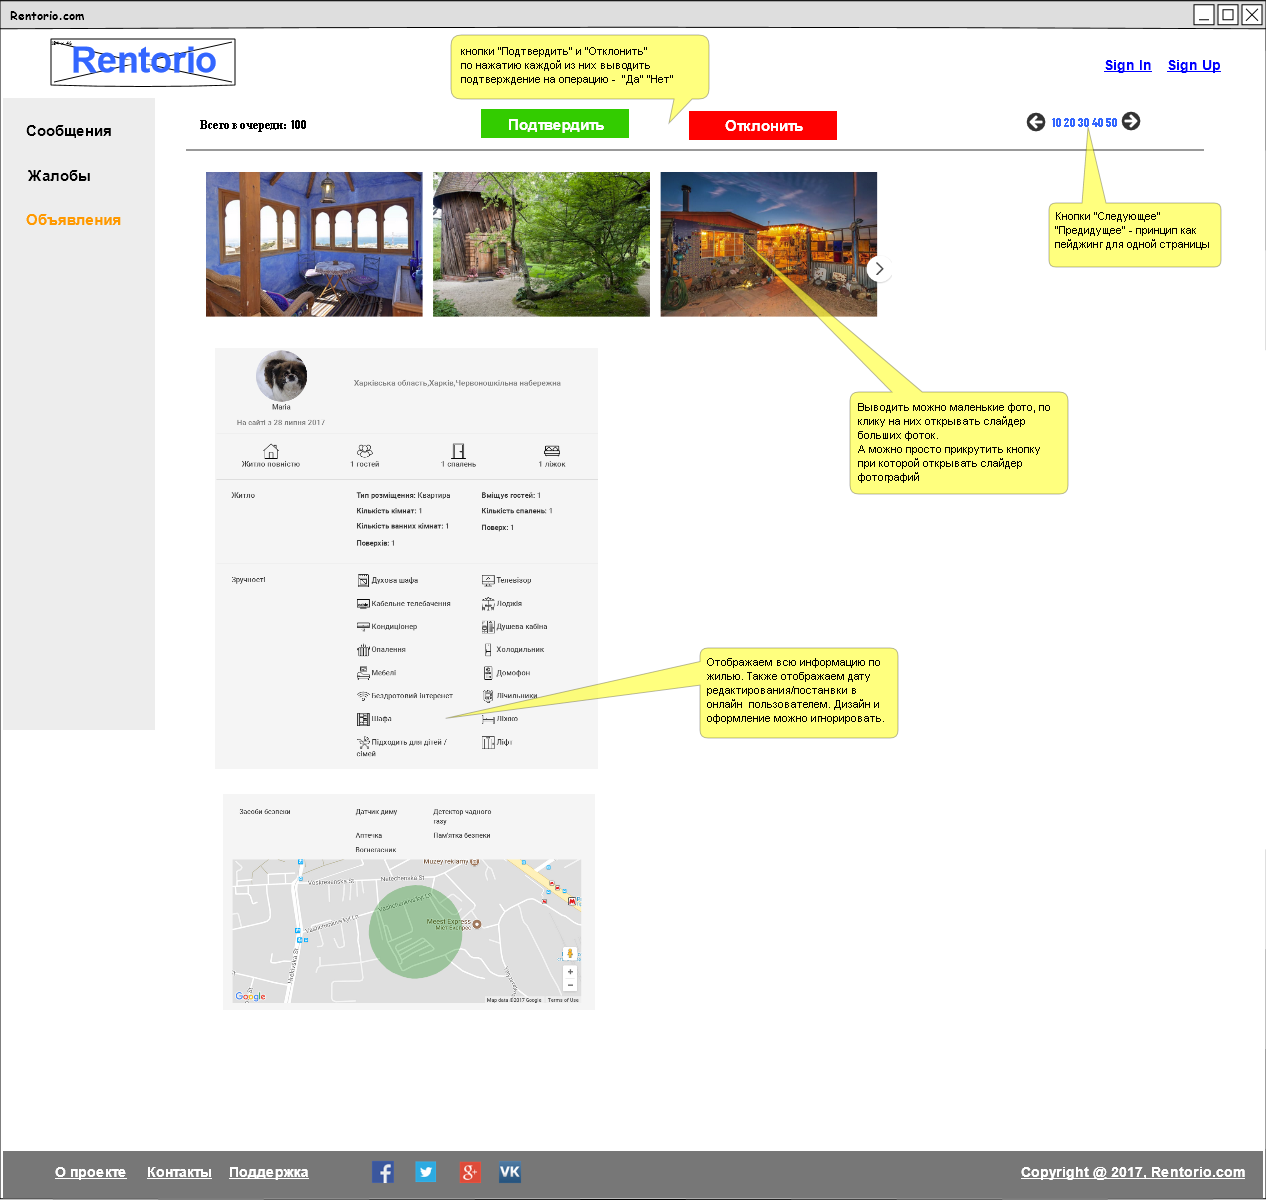 Rentorio.com
Rentorio
кнопки "Подтвердить" и "Отклонить"
по нажатию каждой из них выводить
подтверждение на операцию - "Да" "Нет"
Sign In
Sign Up
Сообщения
Жалобы
Объявления
Всего в очереди: 100
Подтвердить
Отклонить
10 20 30 40 50
Кнопки "Следующее"
"Предидущее" - принцип как
пейджинг для одной страницы
Выводить можно маленькие фото, по
клику на них открывать слайдер
больших фоток.
А можно просто прикрутить кнопку
при которой открывать слайдер
фотографий
Харківська область,Харків,Червоношкільна набережна
Maria
На сайті з 28 липня 2017
Житло повністю
1 гостей
1 спалень
1 ліжок
Житло
Тип розміщення: Квартира
Вміщує гостей: 1
Кількість кімнат: 1
Кількість спалень: 1
Кількість ванних кімнат: 1
Поверх: 1
Поверхів: 1
Зручності
Духова шафа
Телевізор
Кабельне телебачення
Лоджія
Кондиціонер
Душева кабіна
Опалення
Холодильник
Мебелі
Домофон
Бездротовий інтеренет
Лічильники
Шафа
Ліжко
Підходить для дітей /
сімей
Ліфт
Отображаем всю информацию по
жилью. Также отображаем дату
редактирования/постанвки в
онлайн пользователем. Дизайн и
оформление можно игнорировать.
Засоби безпеки
Датчик диму
Детектор чадного
газу
Аптечка
Пам'ятка безпеки
Вогнегасник
Muzey reklamy
Voskresens'ka St
Netechenska St
Meest Express
Міст Експрес
Google
Map data ©2017 Google
Terms of Use
О проекте
Контакты
Поддержка
Copyright @ 2017, Rentorio.com